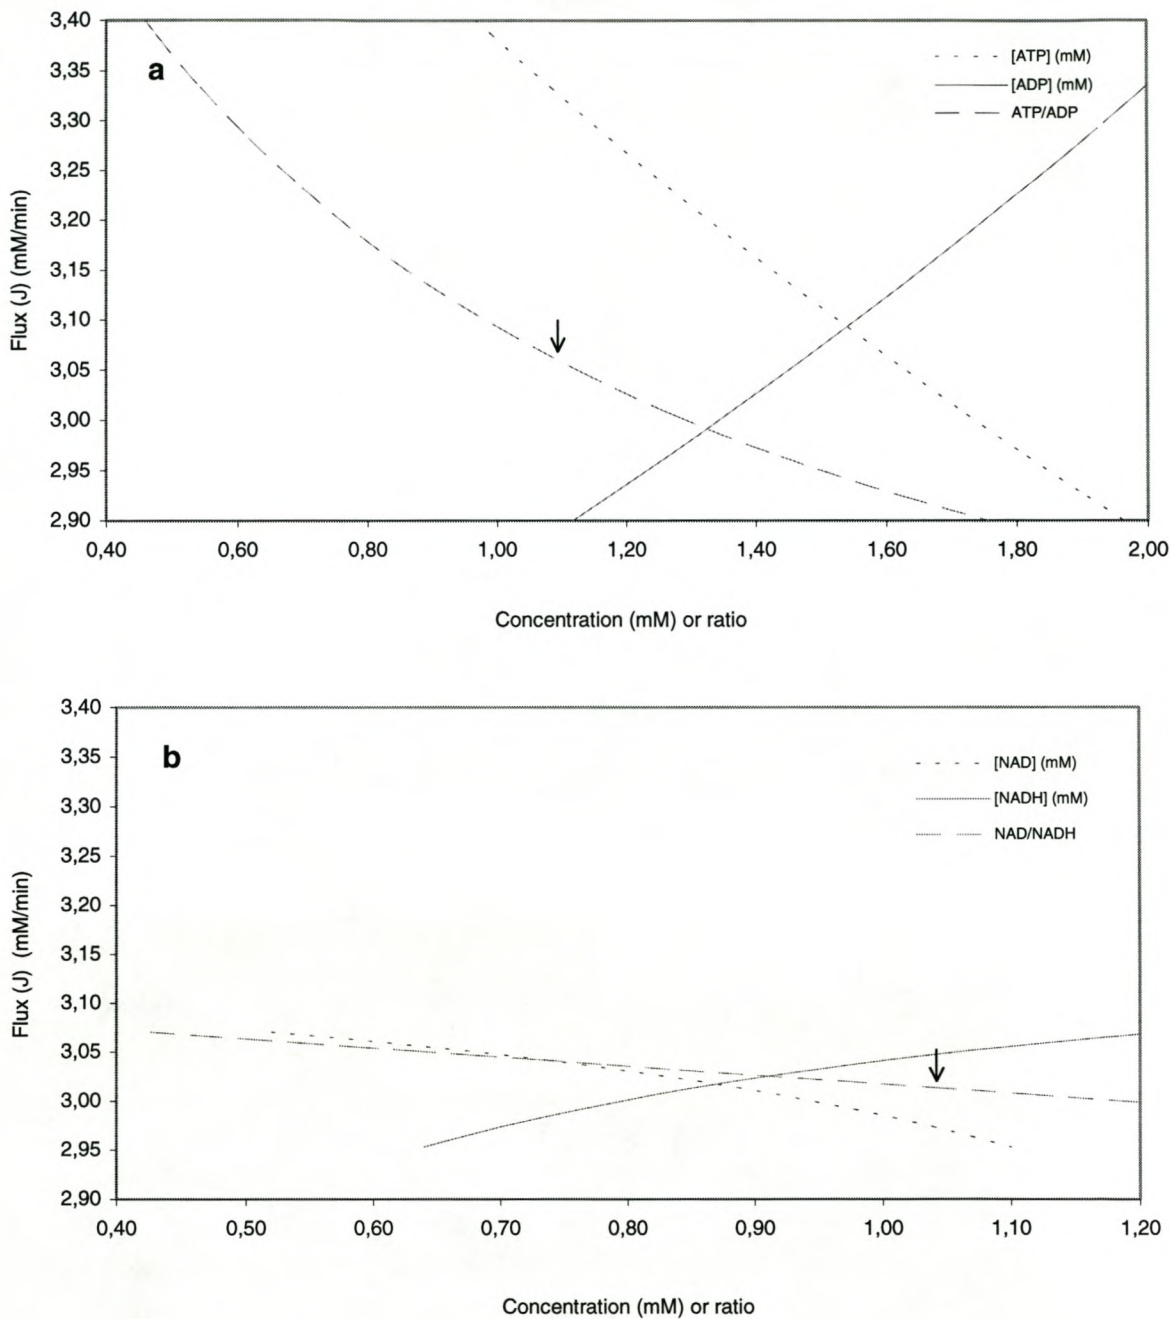 a
3,40
3,35
3,30
3,25
3,20
3,15
3,10
3,05
3,00
2,95
2,90
Flux (J) (mM/min)
[ATP] (mM)
[ADP] (mM)
ATP/ADP
0,40 0,60 0,80 1,00 1,20 1,40 1,60 1,80 2,00
Concentration (mM) or ratio
b
3,40
3,35
3,30
3,25
3,20
3,15
3,10
3,05
3,00
2,95
2,90
Flux (J) (mM/min)
[NAD] (mM)
[NADH] (mM)
NAD/NADH
0,40 0,50 0,60 0,70 0,80 0,90 1,00 1,10 1,20
Concentration (mM) or ratio